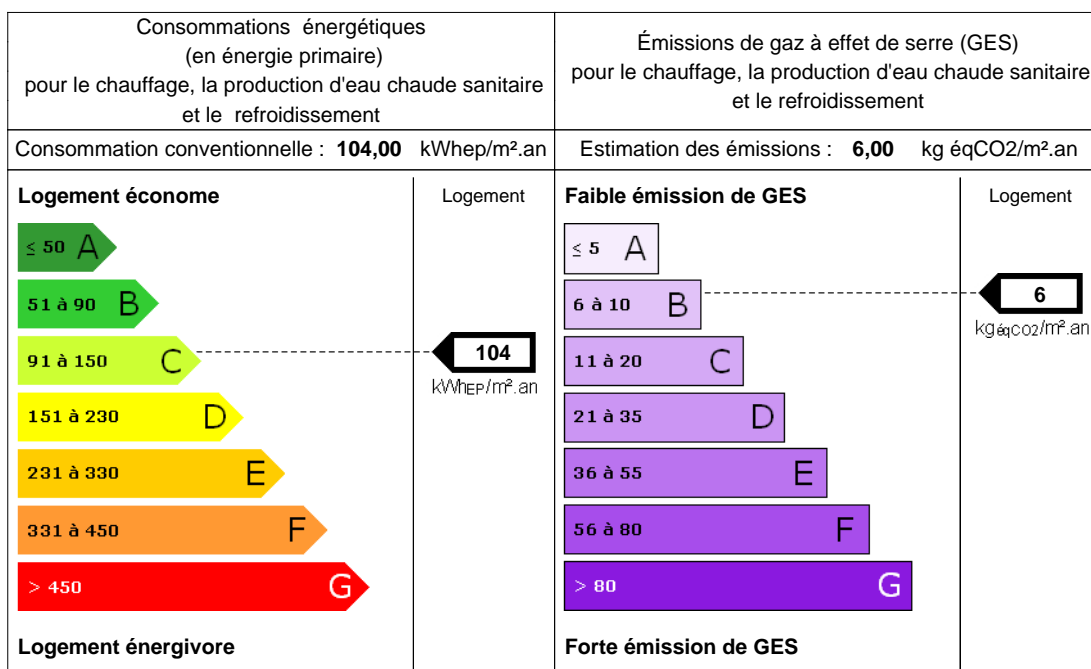 Consommations énergétiques
(en énergie primaire)
pour le chauffage, la production d'eau chaude sanitaire
et le refroidissement
Émissions de gaz à effet de serre (GES)
pour le chauffage, la production d'eau chaude sanitaire
et le refroidissement
Consommation conventionnelle : 104,00 kWhep/m².an
Estimation des émissions : 6,00 kg éqCO2/m².an
Logement économe
Logement
≤ 50 A
51 à 90 B
91 à 150 C
104
kWhEP/m².an
151 à 230 D
231 à 330 E
331 à 450 F
> 450 G
Logement énergivore
Faible émission de GES
Logement
≤ 5 A
6 à 10 B
6
kgéqCO2/m².an
11 à 20 C
21 à 35 D
36 à 55 E
56 à 80 F
> 80 G
Forte émission de GES